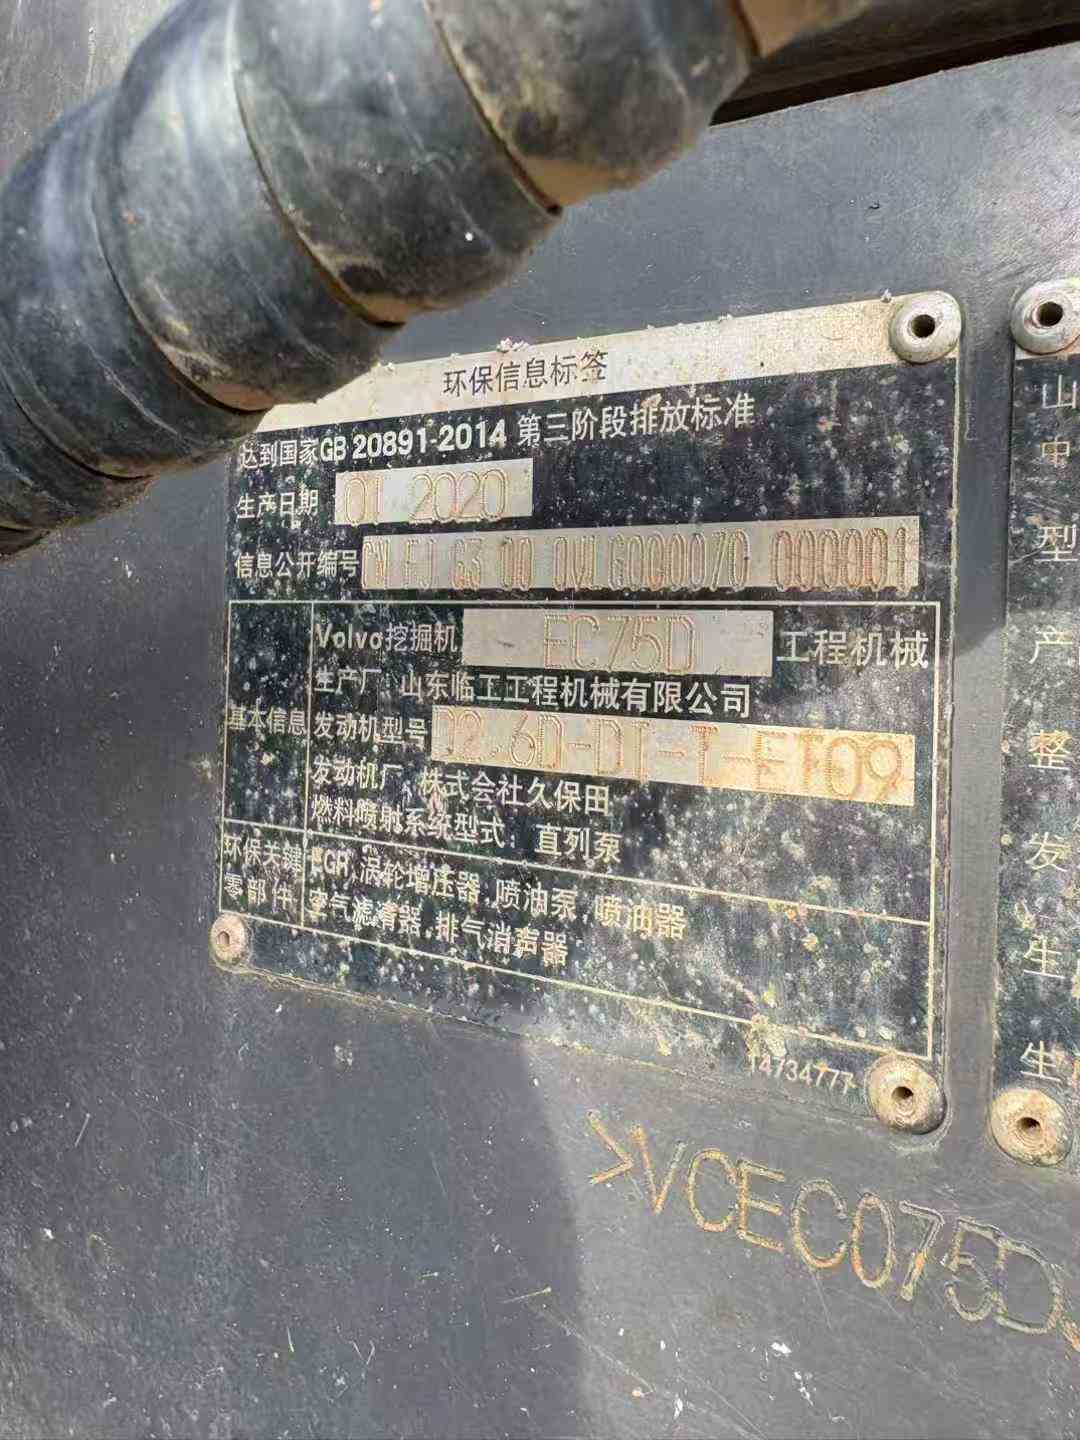 环保信息标签
达到国家GB 20891-2014 第三阶段排放标准
生产日期 01 2020
信息公开编号 CN FJ G3 00 0VLG000070 000001
Volvo挖掘机 EC75D 工程机械
生产厂:山东临工工程机械有限公司
基本信息
发动机型号 D2.6D-DI-T-ET09
发动机厂:株式会社久保田
燃料喷射系统型式:直列泵
环保关键
零部件
EGR,涡轮增压器,喷油泵,喷油器
空气滤清器,排气消声器
14734777
>VCEC075D
山
中
型
产
整
发
生
生